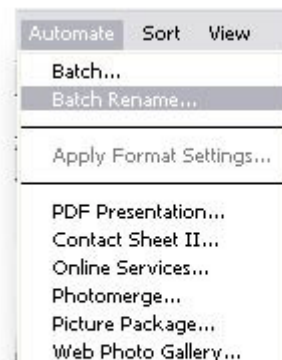 Automate Sort View
Batch...
Batch Rename...
Apply Format Settings...
PDF Presentation...
Contact Sheet II...
Online Services...
Photomerge...
Picture Package...
Web Photo Gallery...